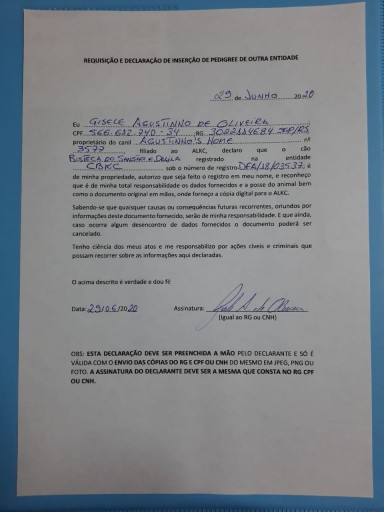 REQUISIÇÃO E DECLARAÇÃO DE INSERÇÃO DE PEDIGREE DE OUTRA ENTIDADE
29 de JUNHO 2020
Eu GISELE AGUSTINHO DE OLIVEIRA
CPF 566.612.740-34 RG 3022114684 SSP/RS
proprietário do canil AGUSTINHO'S HOME nº
3577 filiado ao ALKC, declaro que o cão
BISTECA DO SANDRO E DALILA registrado na entidade
CBKC sob o número de registro DFA/18/03537, é
de minha propriedade, autorizo que seja feito o registro em meu nome, e reconheço
que é de minha total responsabilidade os dados fornecidos e a posse do animal bem
como o documento original em mãos, onde forneço a cópia digital para o ALKC.
Sabendo-se que quaisquer causas ou consequências futuras recorrentes, oriundos por
informações deste documento fornecido, serão de minha responsabilidade. E que ainda,
caso ocorra algum desencontro de dados fornecidos o documento poderá ser
cancelado.
Tenho ciência dos meus atos e me responsabilizo por ações cíveis e criminais que
possam recorrer sobre as informações aqui declaradas.
O acima descrito é verdade e dou fé
Data: 29/06/2020 Assinatura:
(Igual ao RG ou CNH)
OBS: ESTA DECLARAÇÃO DEVE SER PREENCHIDA A MÃO PELO DECLARANTE E SÓ É
VÁLIDA COM O ENVIO DAS CÓPIAS DO RG E CPF OU CNH DO MESMO EM JPEG, PNG OU
FOTO. A ASSINATURA DO DECLARANTE DEVE SER A MESMA QUE CONSTA NO RG CPF
OU CNH.